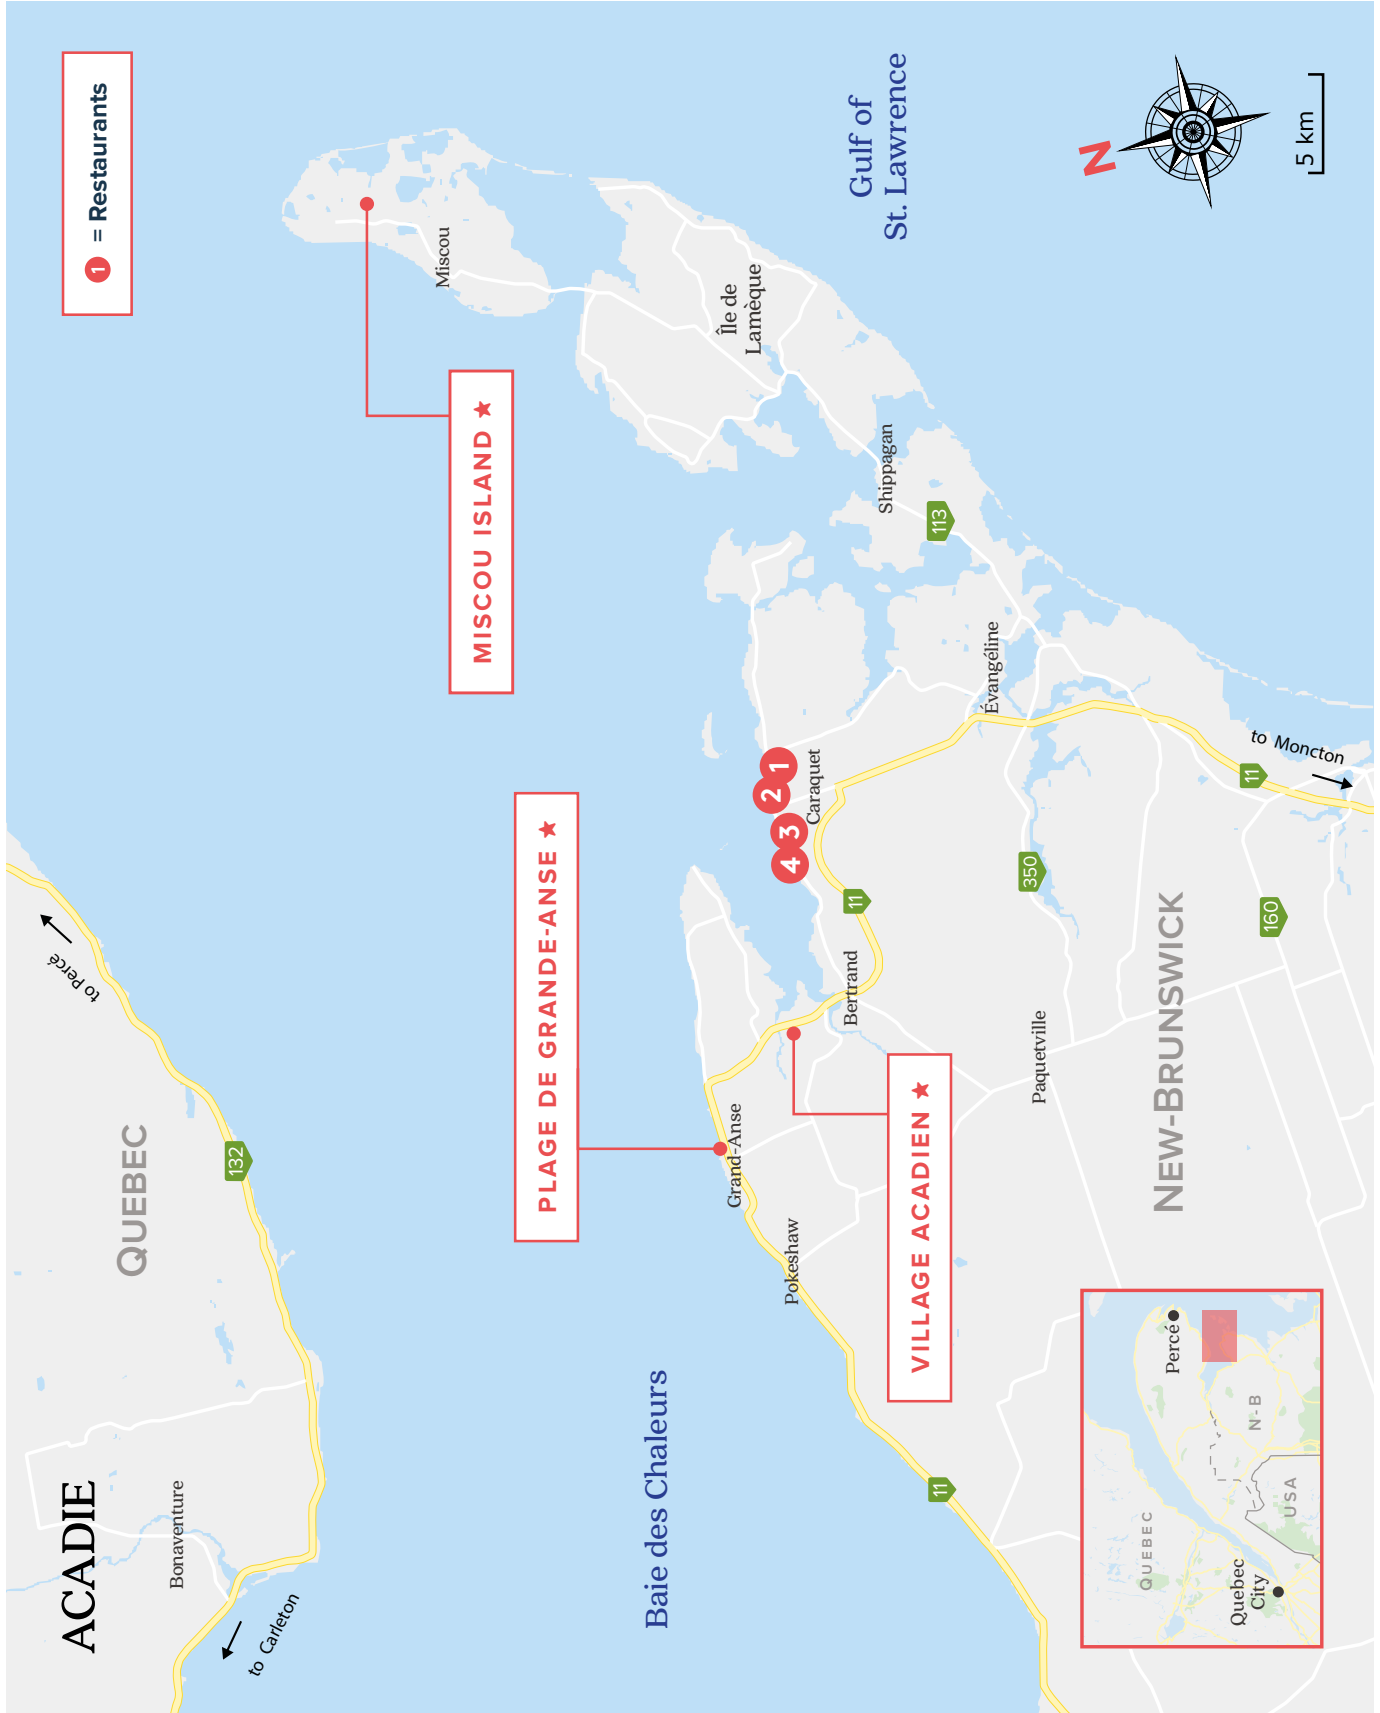 ACADIE
1 = Restaurants
QUEBEC
132
Bonaventure
to Carleton
to Percé
Baie des Chaleurs
Gulf of
St. Lawrence
MISCOU ISLAND ★
Miscou
Île de
Lamèque
Shippagan
113
PLAGE DE GRANDE-ANSE ★
Grand-Anse
Pokeshaw
4
3
2
1
Caraquet
11
Bertrand
VILLAGE ACADIEN ★
Évangéline
350
Paquetville
11
NEW-BRUNSWICK
160
11
to Moncton
N
5 km
QUEBEC
Percé
N-B
USA
Quebec
City